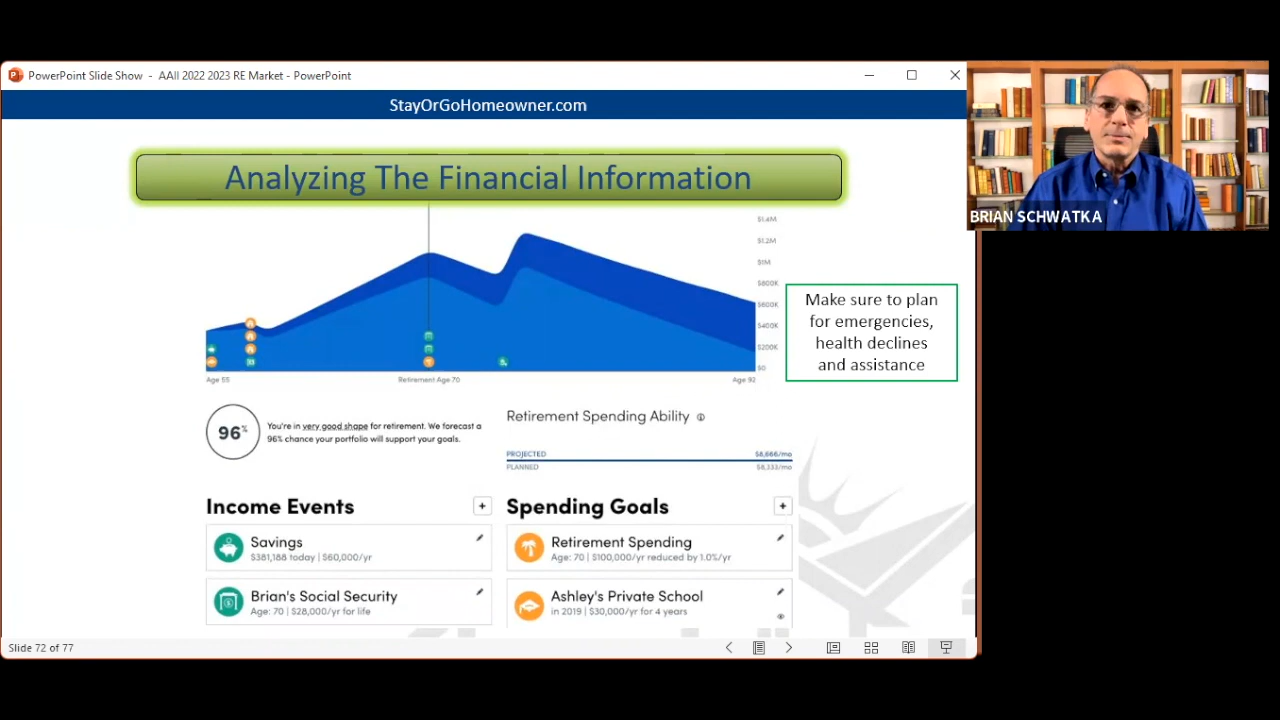 PowerPoint Slide Show - AAII 2022 2023 RE Market - PowerPoint
StayOrGoHomeowner.com
Analyzing The Financial Information
BRIAN SCHWATKA
$1.4M
$1.2M
$1M
$800K
$600K
$400K
$200K
$0
Make sure to plan
for emergencies,
health declines
and assistance
Age 55
Retirement Age 70
Age 92
96%
You're in very good shape for retirement. We forecast a
96% chance your portfolio will support your goals.
Retirement Spending Ability
PROJECTED
PLANNED $8,333/mo
Income Events +
Spending Goals +
Savings
$381,188 today | $60,000/yr
Retirement Spending
Age: 70 | $100,000/yr reduced by 1.0%/yr
Brian's Social Security
Age: 70 | $28,000/yr for life
Ashley's Private School
in 2019 | $30,000/yr for 4 years
Slide 72 of 77